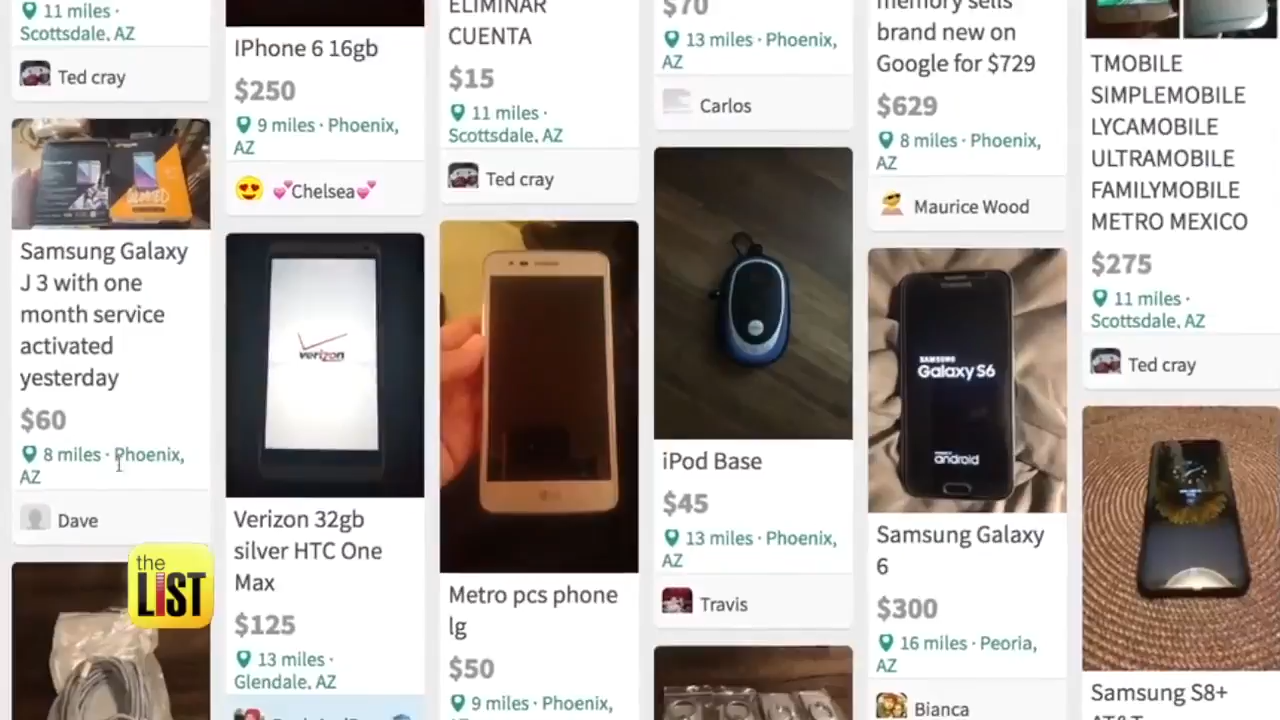 11 miles ·
Scottsdale, AZ
Ted cray
Samsung Galaxy
J 3 with one
month service
activated
yesterday
$60
8 miles · Phoenix,
AZ
Dave
the
LIST
IPhone 6 16gb
$250
9 miles · Phoenix,
AZ
💕Chelsea💕
verizon
Verizon 32gb
silver HTC One
Max
$125
13 miles ·
Glendale, AZ
ELIMINAR
CUENTA
$15
11 miles ·
Scottsdale, AZ
Ted cray
LG
Metro pcs phone
lg
$50
9 miles · Phoenix,
$70
13 miles · Phoenix,
AZ
Carlos
iPod Base
$45
13 miles · Phoenix,
AZ
Travis
memory sells
brand new on
Google for $729
$629
8 miles · Phoenix,
AZ
Maurice Wood
SAMSUNG
Galaxy S6
android
Samsung Galaxy
6
$300
16 miles · Peoria,
AZ
Bianca
TMOBILE
SIMPLEMOBILE
LYCAMOBILE
ULTRAMOBILE
FAMILYMOBILE
METRO MEXICO
$275
11 miles ·
Scottsdale, AZ
Ted cray
Samsung S8+
AT&T